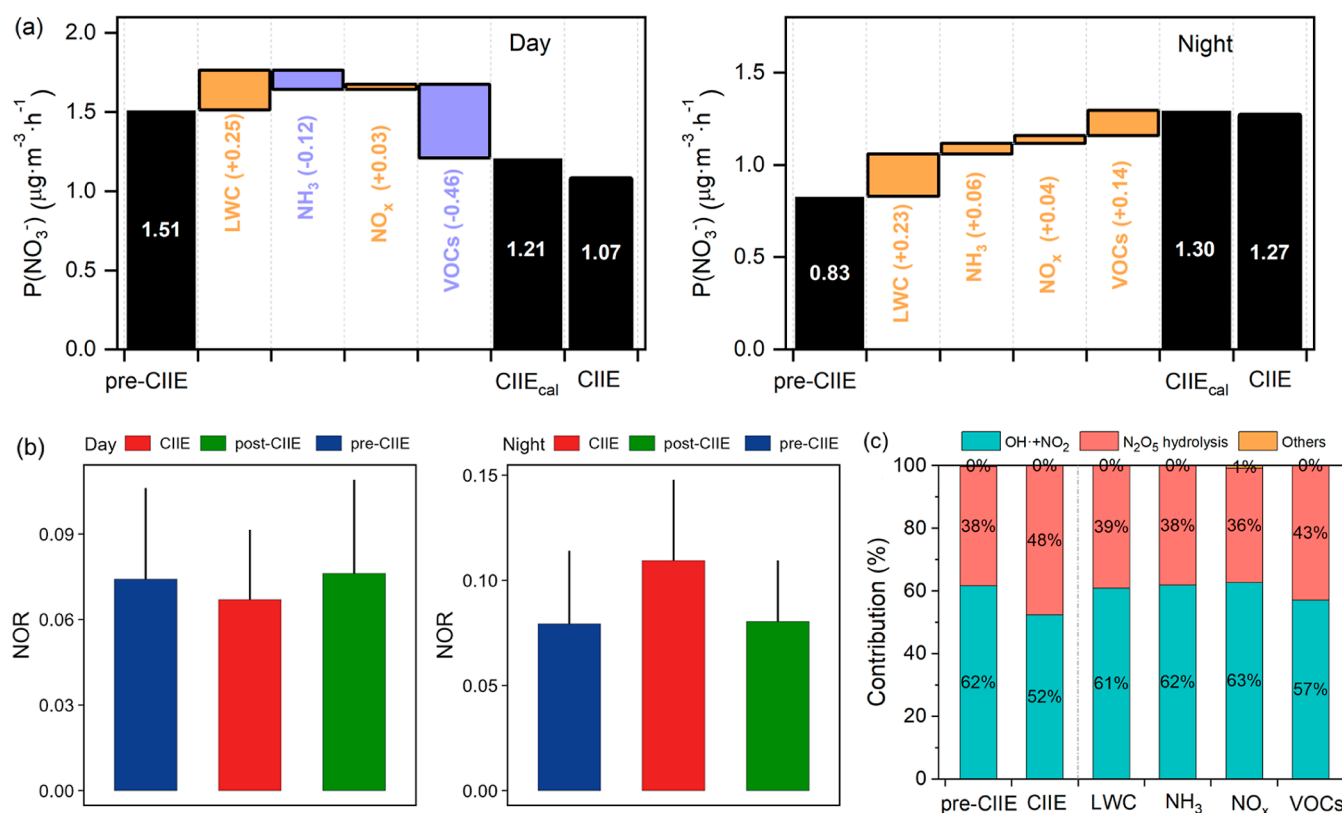 (a)
Day
P(NO₃⁻) (μg·m⁻³·h⁻¹)
2.0
1.5
1.0
0.5
0.0
1.51
LWC (+0.25)
NH₃ (-0.12)
NOₓ (+0.03)
VOCs (-0.46)
1.21
1.07
pre-CIIE
CIIEcal
CIIE
Night
P(NO₃⁻) (μg·m⁻³·h⁻¹)
1.5
1.0
0.5
0.0
0.83
LWC (+0.23)
NH₃ (+0.06)
NOₓ (+0.04)
VOCs (+0.14)
1.30
1.27
pre-CIIE
CIIEcal
CIIE
(b)
Day CIIE post-CIIE pre-CIIE
NOR
0.09
0.06
0.03
0.00
Night CIIE post-CIIE pre-CIIE
NOR
0.15
0.10
0.05
0.00
(c)
OH·+NO₂ N₂O₅ hydrolysis Others
Contribution (%)
100
80
60
40
20
0
0% 0% 0% 0% 1% 0%
38% 48% 39% 38% 36% 43%
62% 52% 61% 62% 63% 57%
pre-CIIE CIIE LWC NH₃ NOₓ VOCs